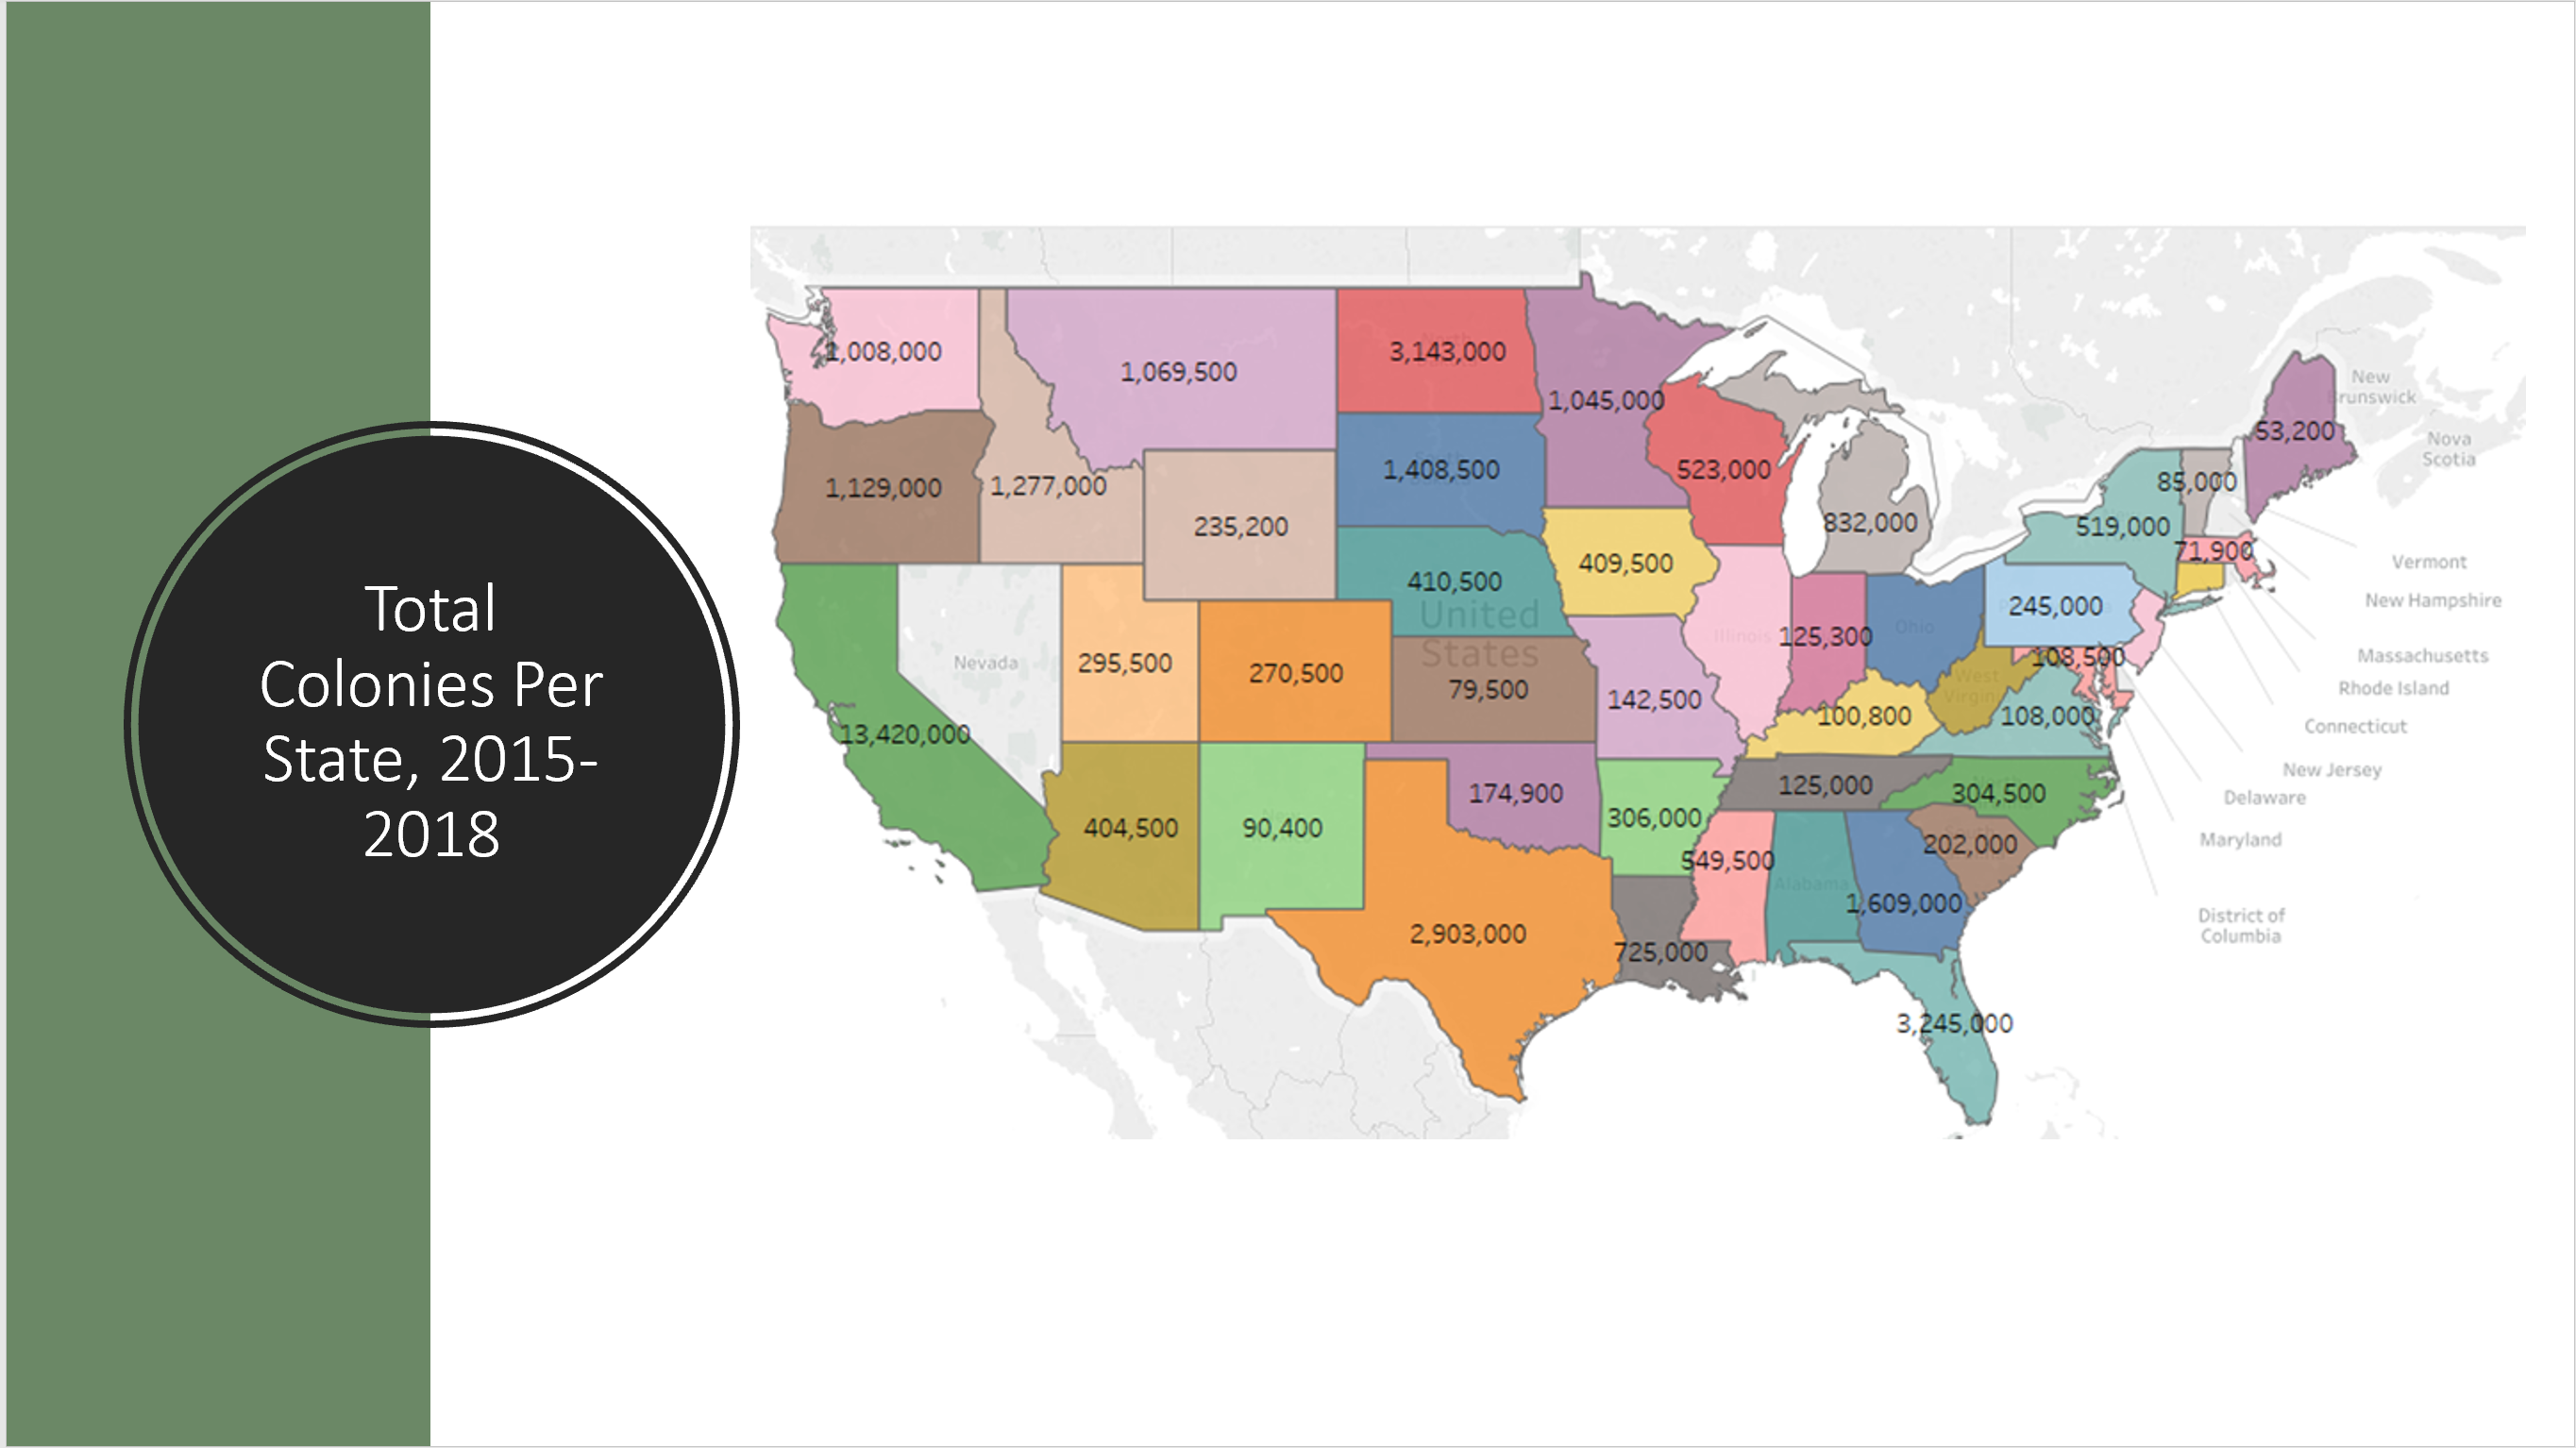 Total
Colonies Per
State, 2015-
2018
1,008,000
1,069,500
3,143,000
1,045,000
New
Brunswick
53,200
Nova
Scotia
1,129,000
1,277,000
235,200
1,408,500
523,000
832,000
519,000
85,000
71,900
410,500
409,500
United
States
Nevada
295,500
270,500
79,500
142,500
Illinois
125,300
Ohio
245,000
108,500
West
Virginia
100,800
108,000
13,420,000
404,500
90,400
174,900
306,000
125,000
304,500
202,000
549,500
Alabama
1,609,000
2,903,000
725,000
3,245,000
Vermont
New Hampshire
Massachusetts
Rhode Island
Connecticut
New Jersey
Delaware
Maryland
District of
Columbia